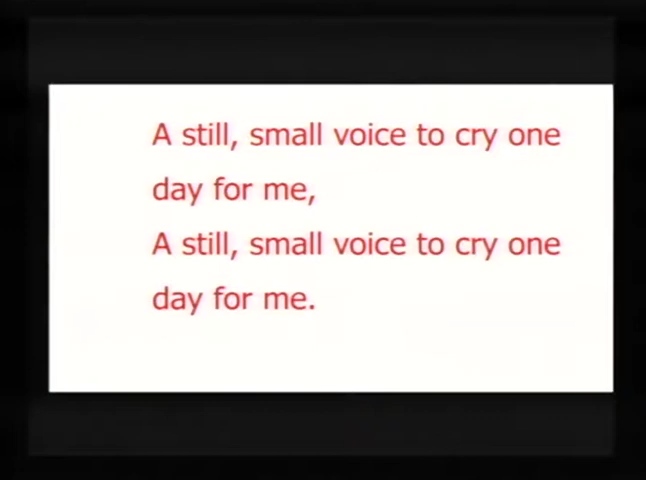 A still, small voice to cry one
day for me,
A still, small voice to cry one
day for me.